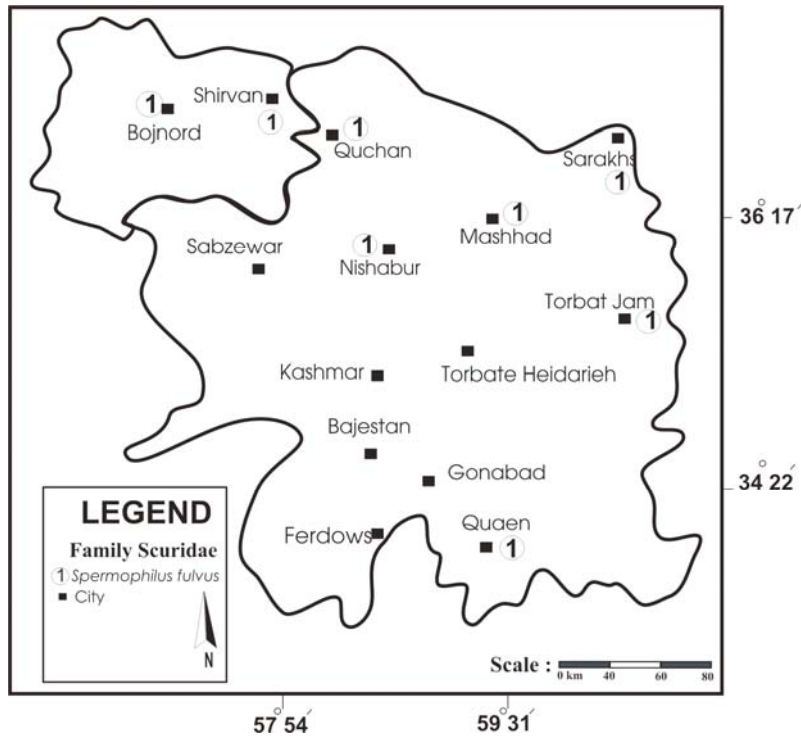 Shirvan
1
Bojnord
1
1
Quchan
Sarakhs
1
36° 17´
1
Mashhad
Sabzewar
1
Nishabur
Torbat Jam
1
Kashmar
Torbate Heidarieh
Bajestan
Gonabad
34° 22´
Ferdows
Quaen
1
LEGEND
Family Scuridae
1 Spermophilus fulvus
City
N
Scale :
0 km 40 60 80
57° 54´
59° 31´